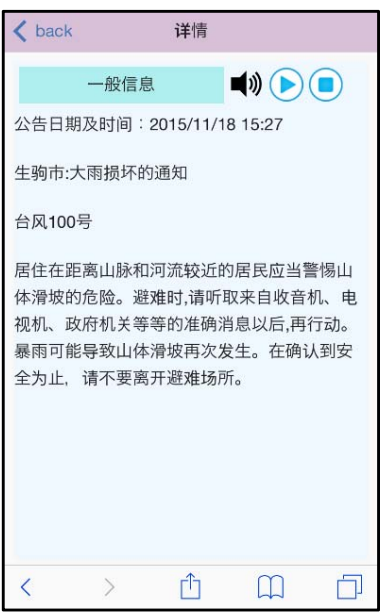 back 详情
一般信息
公告日期及时间：2015/11/18 15:27
生驹市:大雨损坏的通知
台风100号
居住在距离山脉和河流较近的居民应当警惕山
体滑坡的危险。避难时,请听取来自收音机、电
视机、政府机关等等的准确消息以后,再行动。
暴雨可能导致山体滑坡再次发生。在确认到安
全为止，请不要离开避难场所。